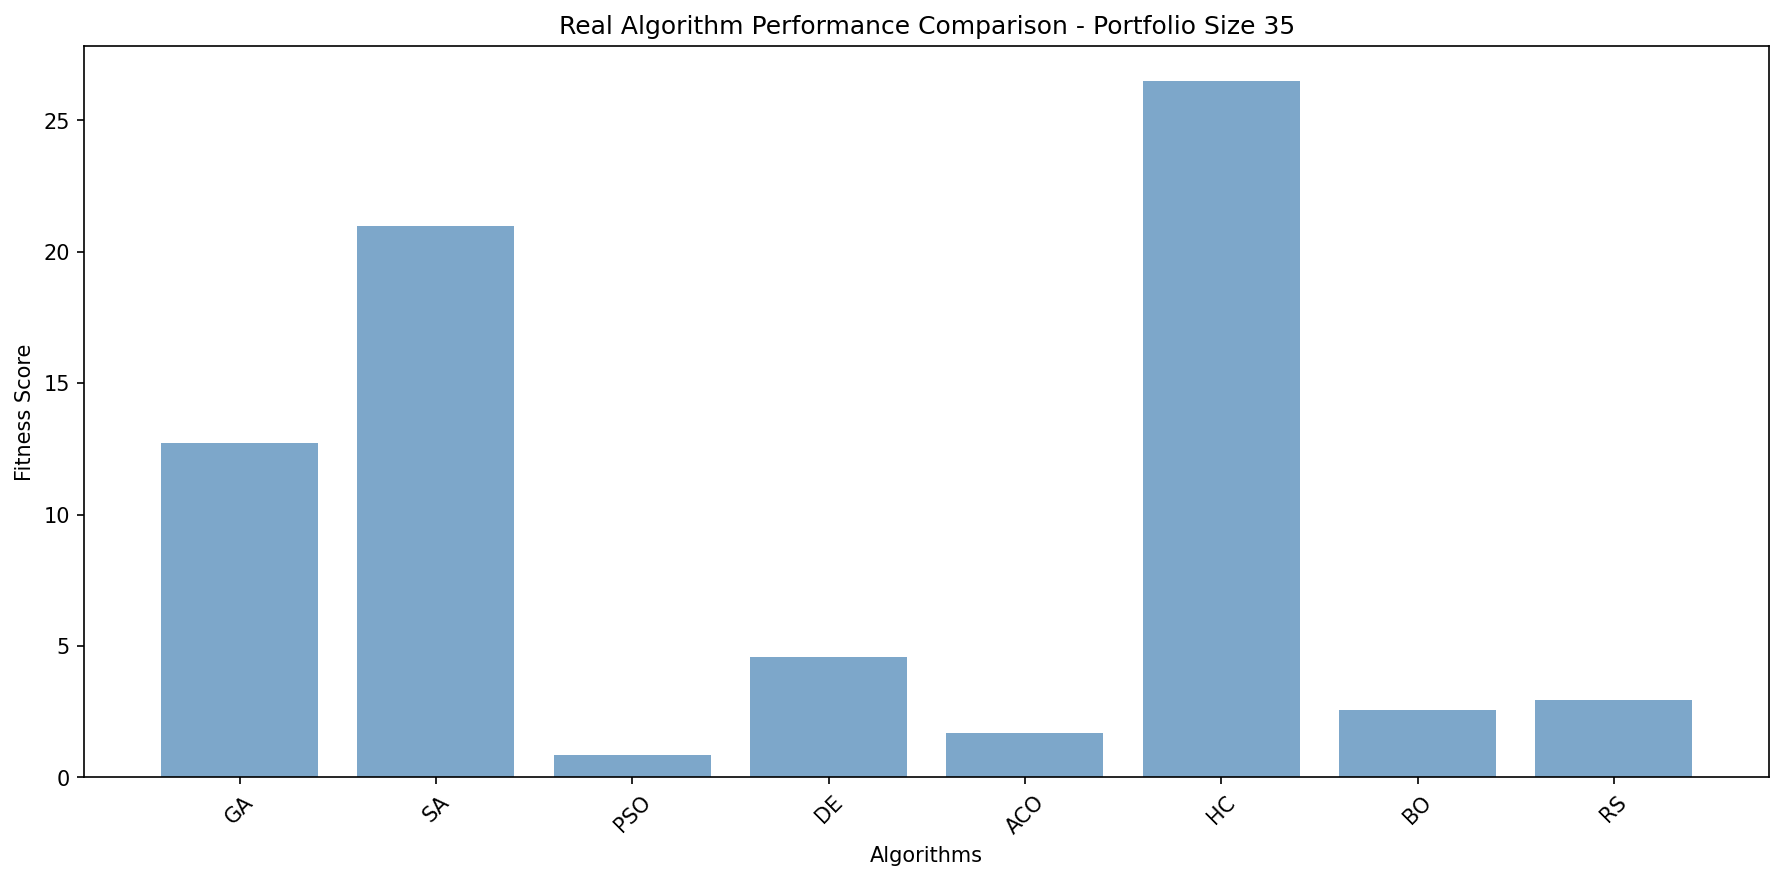 Real Algorithm Performance Comparison - Portfolio Size 35
Fitness Score
25
20
15
10
5
0
GA
SA
PSO
DE
ACO
HC
BO
RS
Algorithms